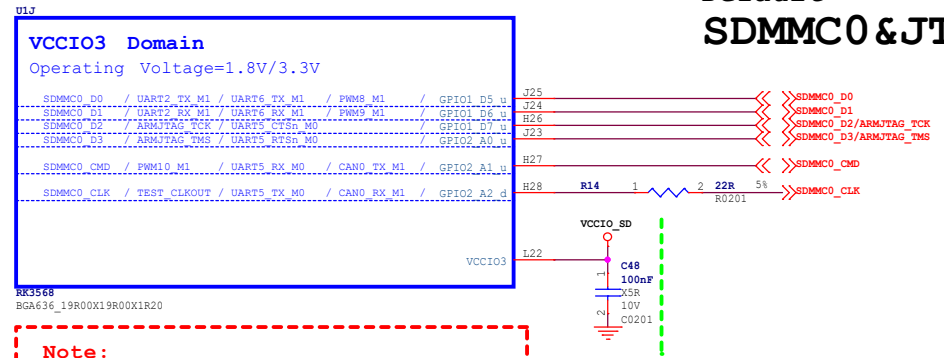 U1J
SDMMC0&JT
VCCIO3 Domain
Operating Voltage=1.8V/3.3V
SDMMC0_D0 / UART2_TX_M1 / UART6_TX_M1 / PWM8_M1 / GPIO1_D5_u J25 SDMMC0_D0
SDMMC0_D1 / UART2_RX_M1 / UART6_RX_M1 / PWM9_M1 / GPIO1_D6_u J24 SDMMC0_D1
SDMMC0_D2 / ARMJTAG_TCK / UART5_CTSn_M0 / GPIO1_D7_u H26 SDMMC0_D2/ARMJTAG_TCK
SDMMC0_D3 / ARMJTAG_TMS / UART5_RTSn_M0 / GPIO2_A0_u J23 SDMMC0_D3/ARMJTAG_TMS
SDMMC0_CMD / PWM10_M1 / UART5_RX_M0 / CAN0_TX_M1 / GPIO2_A1_u H27 SDMMC0_CMD
SDMMC0_CLK / TEST_CLKOUT / UART5_TX_M0 / CAN0_RX_M1 / GPIO2_A2_d H28 R14 1 2 22R 5% SDMMC0_CLK
R0201
VCCIO_SD
VCCIO3 L22
1 C48
100nF
X5R
10V
2 C0201
RK3568
BGA636_19R00X19R00X1R20
Note: